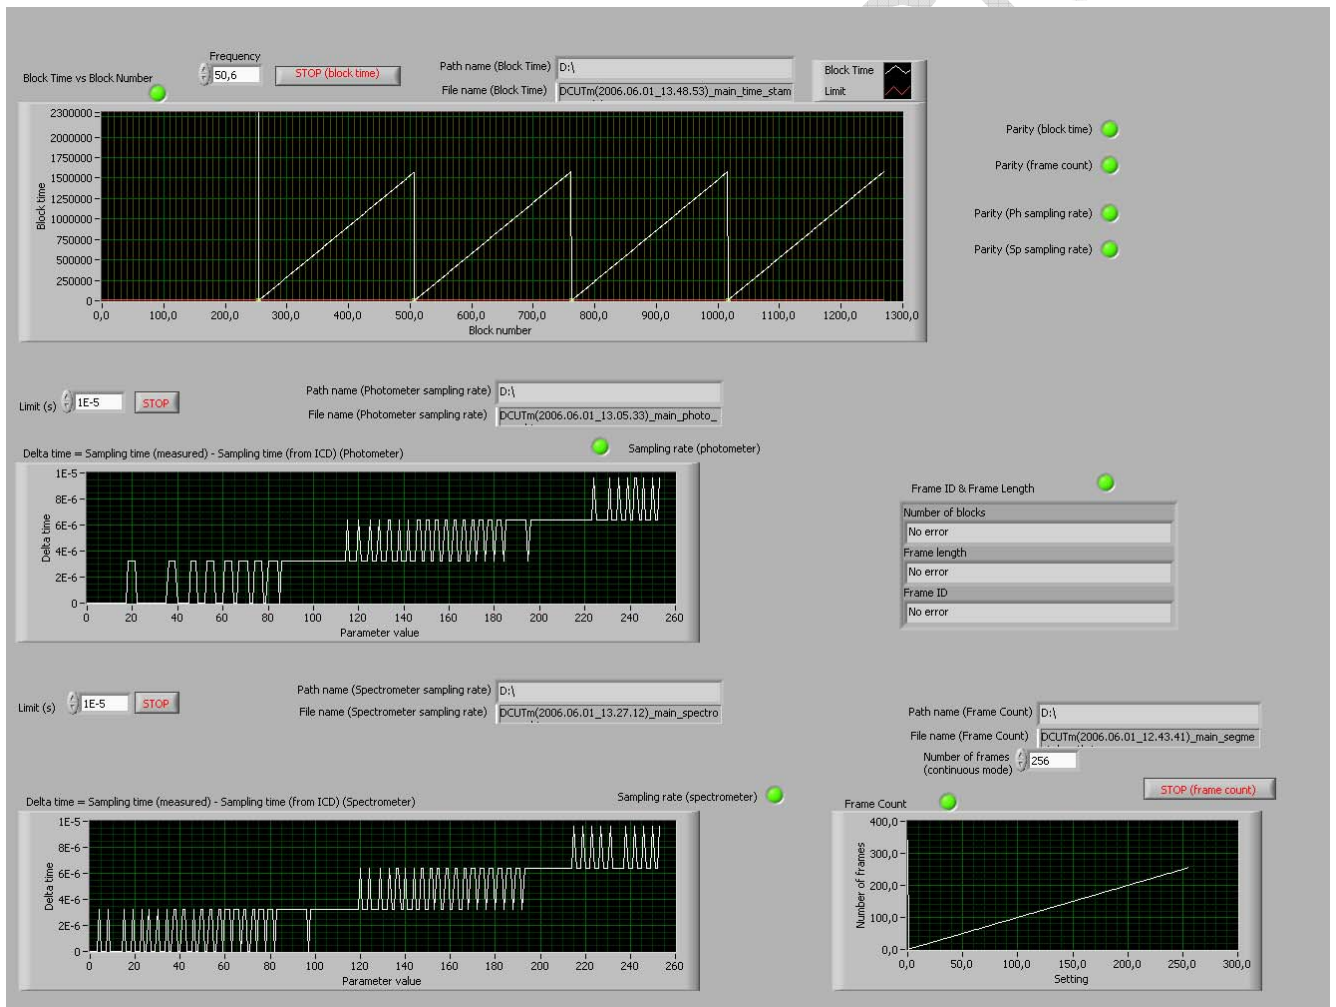 Frequency
50,6
STOP (block time)
Path name (Block Time) D:\
File name (Block Time) DCUTm(2006.06.01_13.48.53)_main_time_stam
Block Time vs Block Number
Block Time
Limit
2300000
2000000
1750000
1500000
1250000
1000000
750000
500000
250000
0
Block time
0,0 100,0 200,0 300,0 400,0 500,0 600,0 700,0 800,0 900,0 1000,0 1100,0 1200,0 1300,0
Block number
Parity (block time)
Parity (frame count)
Parity (Ph sampling rate)
Parity (Sp sampling rate)
Limit (s) 1E-5 STOP
Path name (Photometer sampling rate) D:\
File name (Photometer sampling rate) DCUTm(2006.06.01_13.05.33)_main_photo_
Delta time = Sampling time (measured) - Sampling time (from ICD) (Photometer)
Sampling rate (photometer)
1E-5
8E-6
6E-6
4E-6
2E-6
0
Delta time
0 20 40 60 80 100 120 140 160 180 200 220 240 260
Parameter value
Frame ID & Frame Length
Number of blocks
No error
Frame length
No error
Frame ID
No error
Limit (s) 1E-5 STOP
Path name (Spectrometer sampling rate) D:\
File name (Spectrometer sampling rate) DCUTm(2006.06.01_13.27.12)_main_spectro
Delta time = Sampling time (measured) - Sampling time (from ICD) (Spectrometer)
Sampling rate (spectrometer)
1E-5
8E-6
6E-6
4E-6
2E-6
0
Delta time
0 20 40 60 80 100 120 140 160 180 200 220 240 260
Parameter value
Path name (Frame Count) D:\
File name (Frame Count) DCUTm(2006.06.01_12.43.41)_main_segme
Number of frames
(continuous mode) 256
STOP (frame count)
Frame Count
400,0
300,0
200,0
100,0
0,0
Number of frames
0,0 50,0 100,0 150,0 200,0 250,0 300,0
Setting